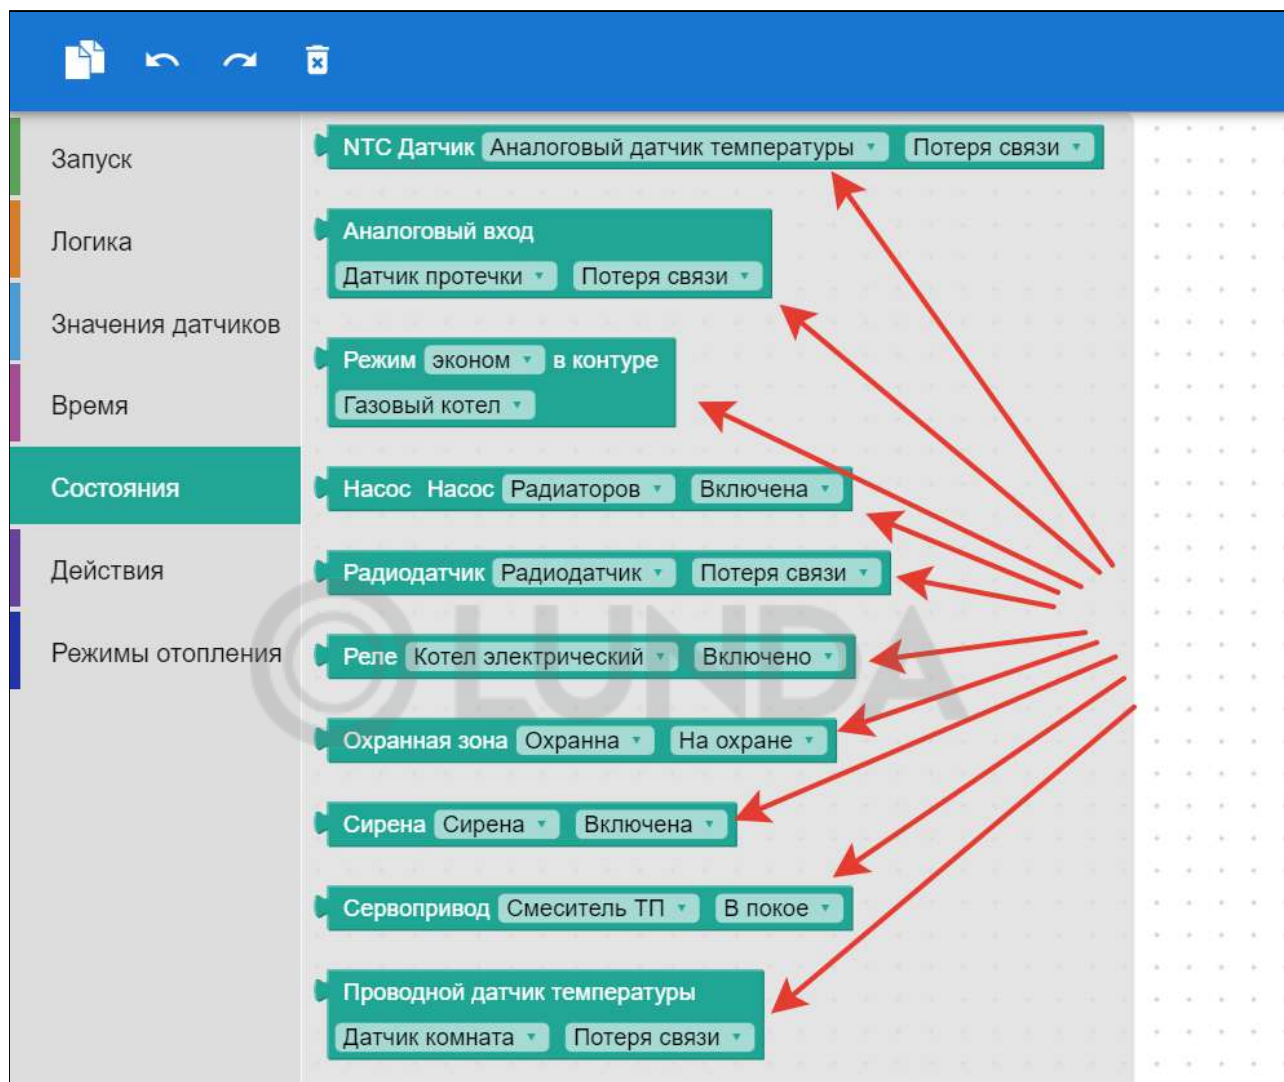 Запуск
Логика
Значения датчиков
Время
Состояния
Действия
Режимы отопления
NTC Датчик Аналоговый датчик температуры Потеря связи
Аналоговый вход
Датчик протечки Потеря связи
Режим эконом в контуре
Газовый котел
Насос Насос Радиаторов Включена
Радиодатчик Радиодатчик Потеря связи
Реле Котел электрический Включено
Охранная зона Охранна На охране
Сирена Сирена Включена
Сервопривод Смеситель ТП В покое
Проводной датчик температуры
Датчик комната Потеря связи
LUNDA